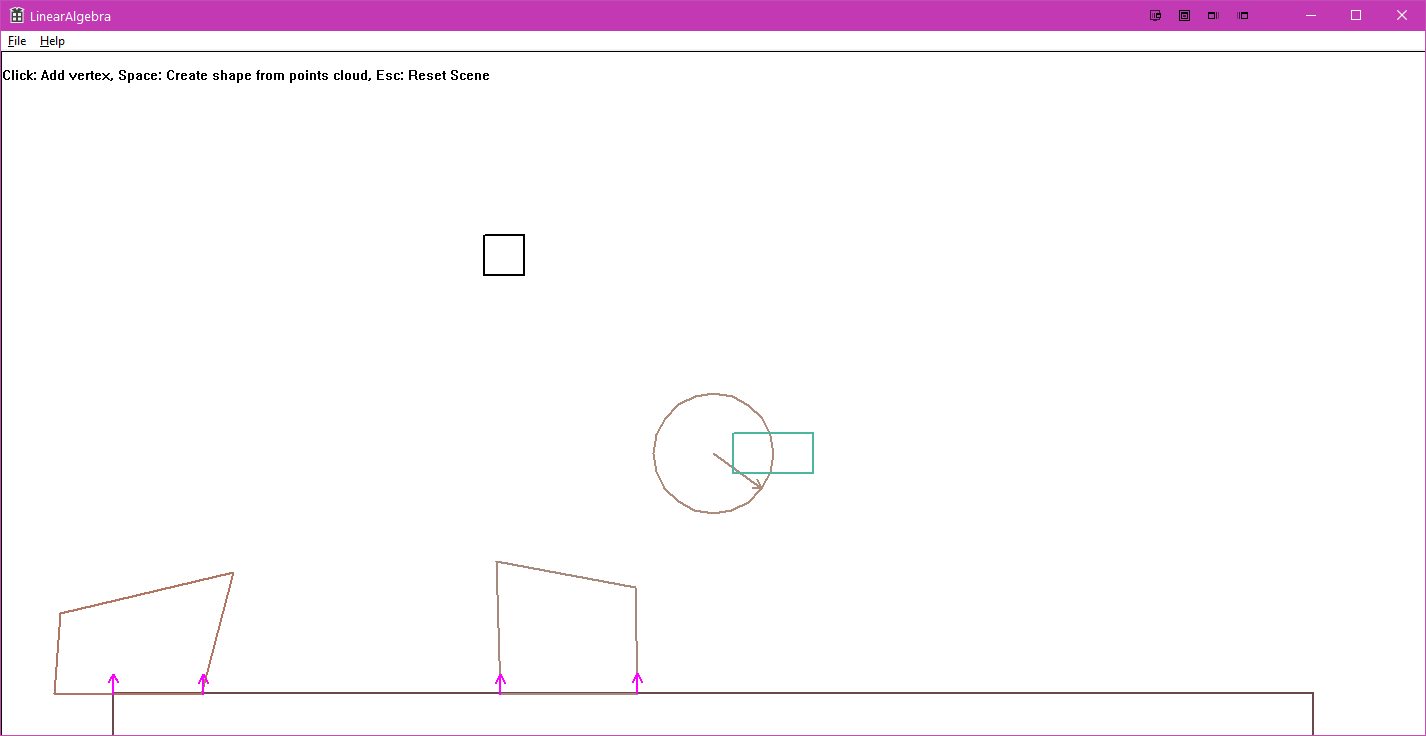 LinearAlgebra
File Help
Click: Add vertex, Space: Create shape from points cloud, Esc: Reset Scene